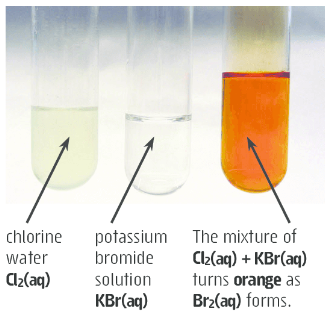 chlorine
water
Cl₂(aq)
potassium
bromide
solution
KBr(aq)
The mixture of
Cl₂(aq) + KBr(aq)
turns orange as
Br₂(aq) forms.